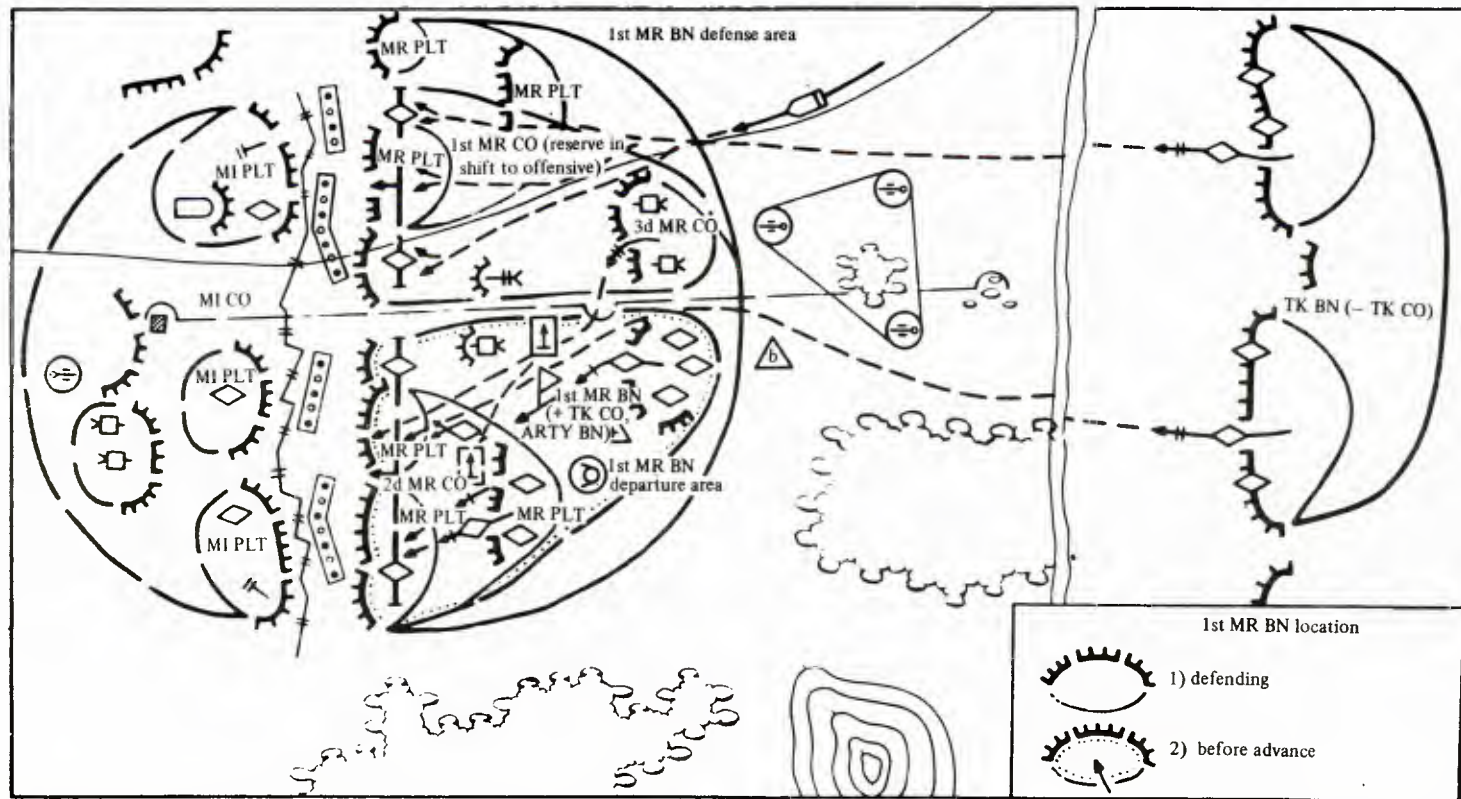 1st MR BN defense area
MR PLT
MR PLT
1st MR CO (reserve in
shift to offensive)
MR PLT
MI PLT
3d MR CO
MI CO
TK BN (– TK CO)
b
MI PLT
1st MR BN
(+ TK CO,
ARTY BN)
MR PLT
1st MR BN
departure area
2d MR CO
MR PLT
MR PLT
MI PLT
1st MR BN location
1) defending
2) before advance